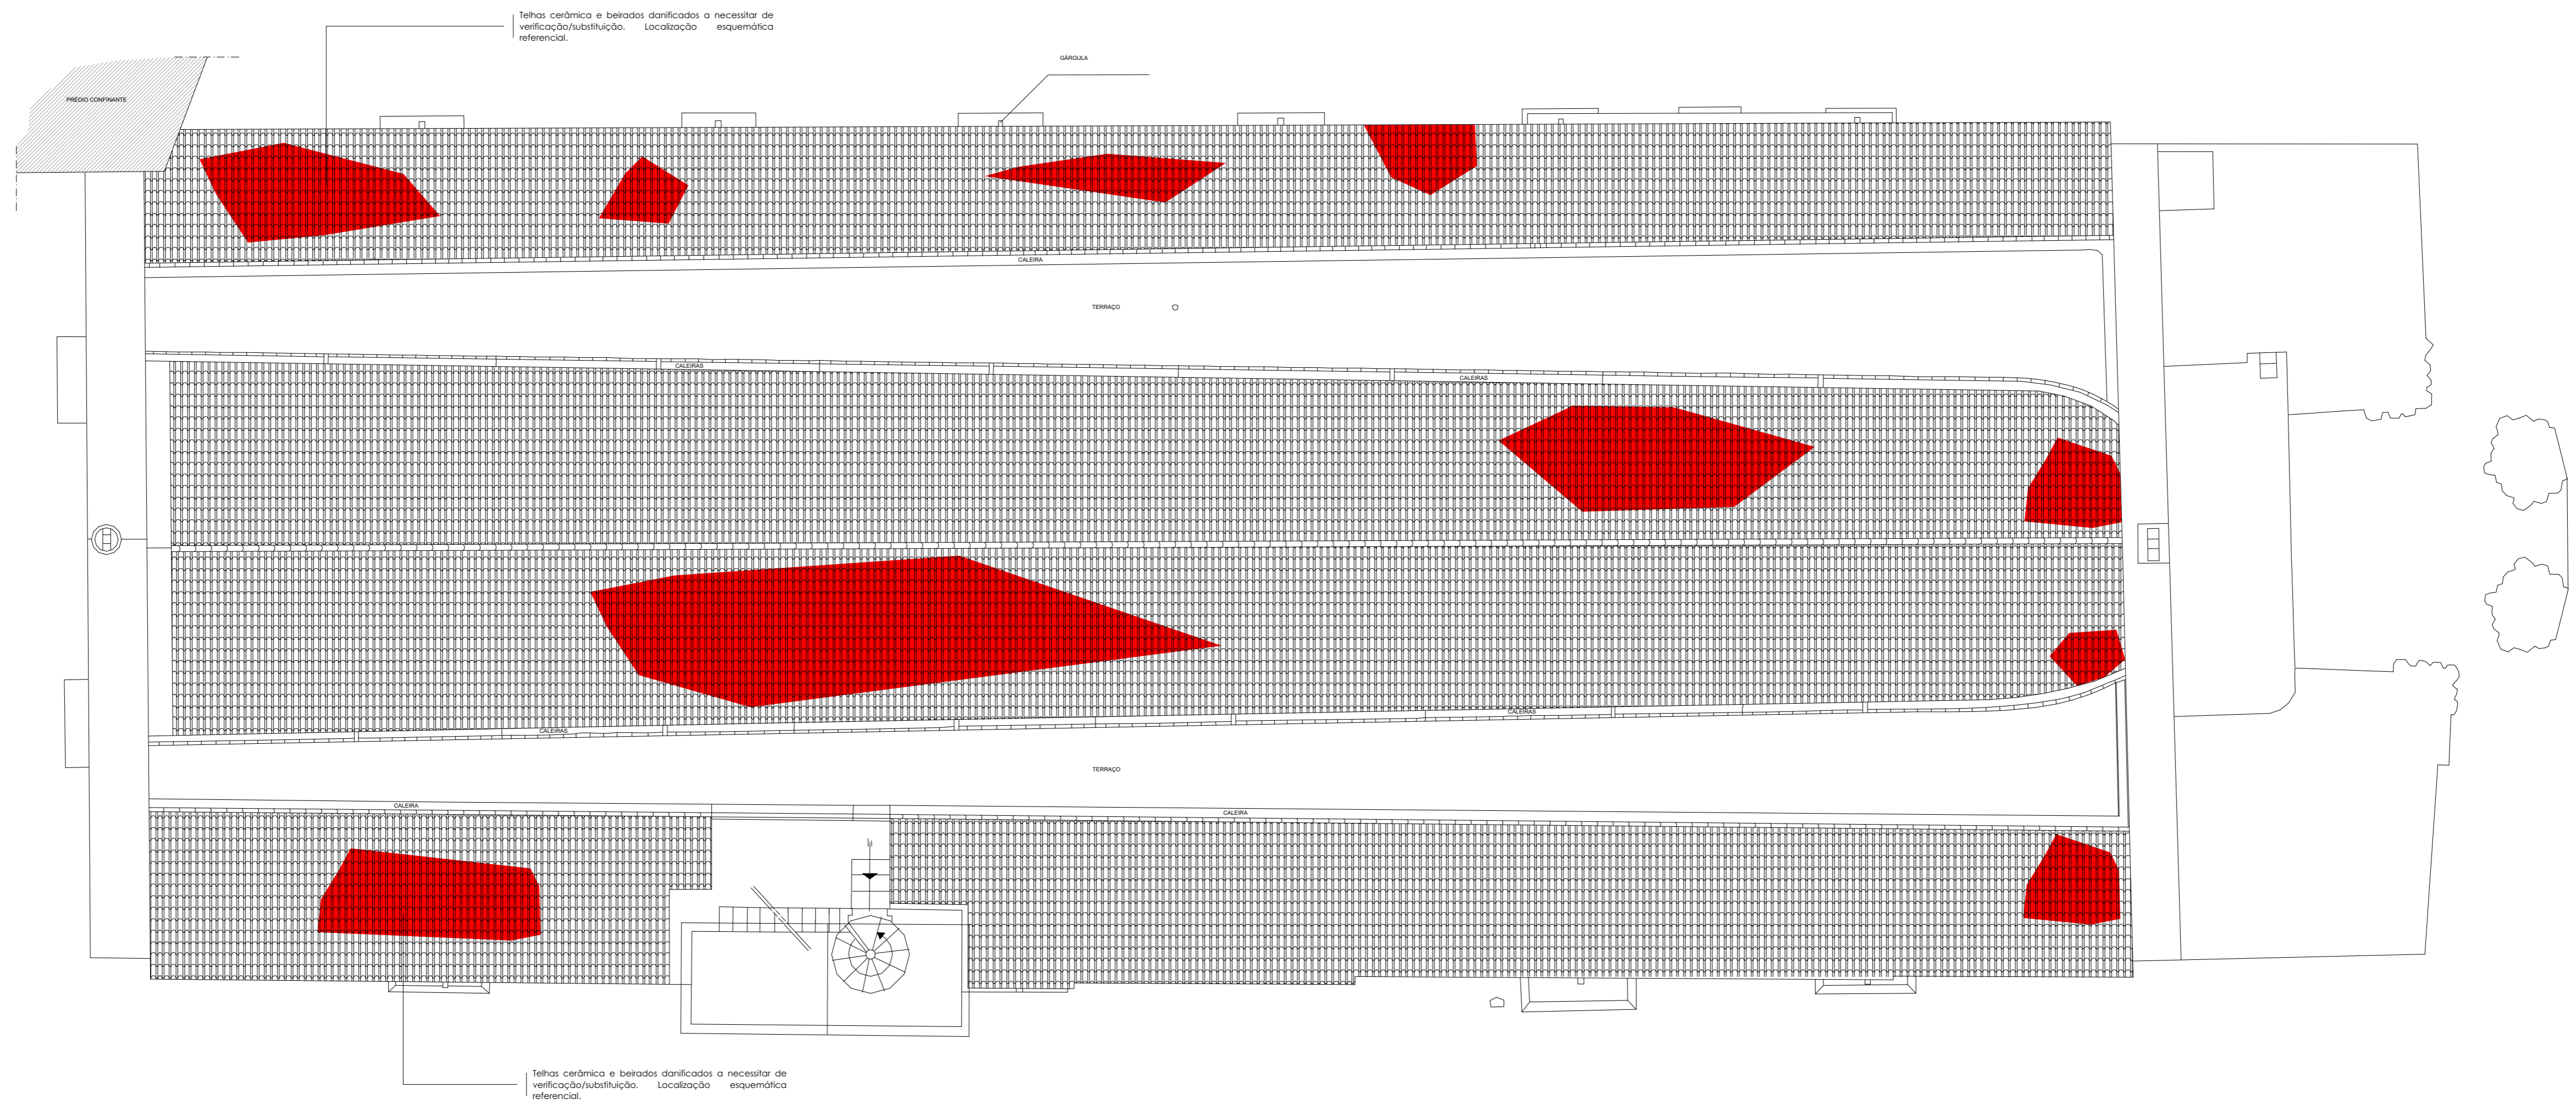 Telhas cerâmica e beirados danificados a necessitar de
verificação/substituição. Localização esquemática
referencial.
GÁRGULA
PRÉDIO CONFINANTE
CALEIRA
TERRAÇO
CALEIRAS
CALEIRAS
CALEIRAS
CALEIRAS
TERRAÇO
CALEIRA
CALEIRA
Telhas cerâmica e beirados danificados a necessitar de
verificação/substituição. Localização esquemática
referencial.